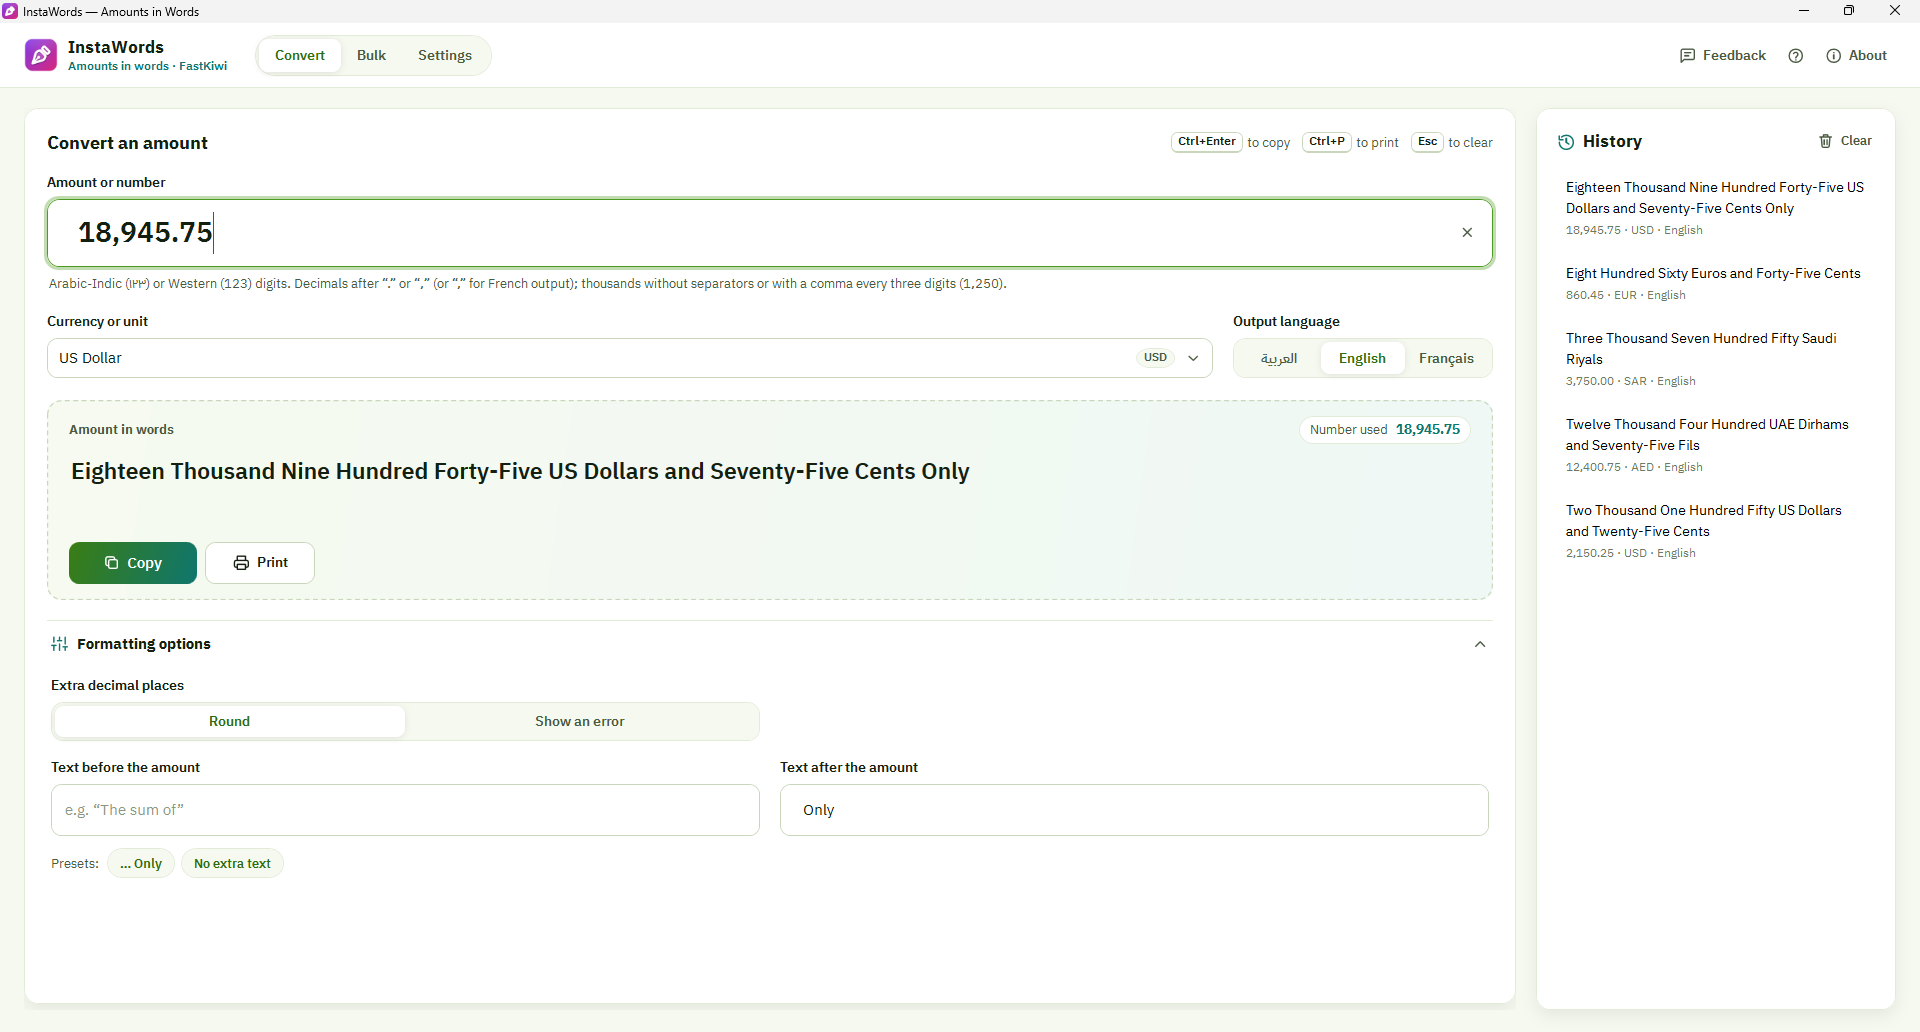 InstaWords — Amounts in Words
InstaWords
Amounts in words · FastKiwi
Convert
Bulk
Settings
Feedback
About
Convert an amount
Ctrl+Enter to copy Ctrl+P to print Esc to clear
Amount or number
18,945.75
Arabic-Indic (١٢٣) or Western (123) digits. Decimals after “.” or “,” (or “,” for French output); thousands without separators or with a comma every three digits (1,250).
Currency or unit
US Dollar
USD
Output language
العربية
English
Français
Amount in words
Number used 18,945.75
Eighteen Thousand Nine Hundred Forty-Five US Dollars and Seventy-Five Cents Only
Copy
Print
Formatting options
Extra decimal places
Round
Show an error
Text before the amount
e.g. “The sum of”
Text after the amount
Only
Presets:
... Only
No extra text
History
Clear
Eighteen Thousand Nine Hundred Forty-Five US
Dollars and Seventy-Five Cents Only
18,945.75 · USD · English
Eight Hundred Sixty Euros and Forty-Five Cents
860.45 · EUR · English
Three Thousand Seven Hundred Fifty Saudi
Riyals
3,750.00 · SAR · English
Twelve Thousand Four Hundred UAE Dirhams
and Seventy-Five Fils
12,400.75 · AED · English
Two Thousand One Hundred Fifty US Dollars
and Twenty-Five Cents
2,150.25 · USD · English